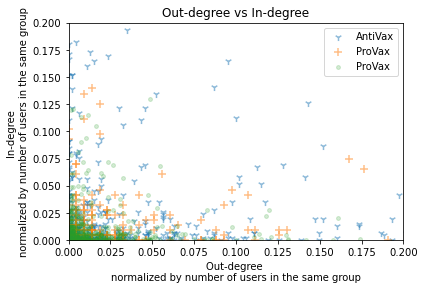 Out-degree vs In-degree
In-degree
normalized by number of users in the same group
0.200
0.175
0.150
0.125
0.100
0.075
0.050
0.025
0.000
AntiVax
ProVax
ProVax
0.000 0.025 0.050 0.075 0.100 0.125 0.150 0.175 0.200
Out-degree
normalized by number of users in the same group